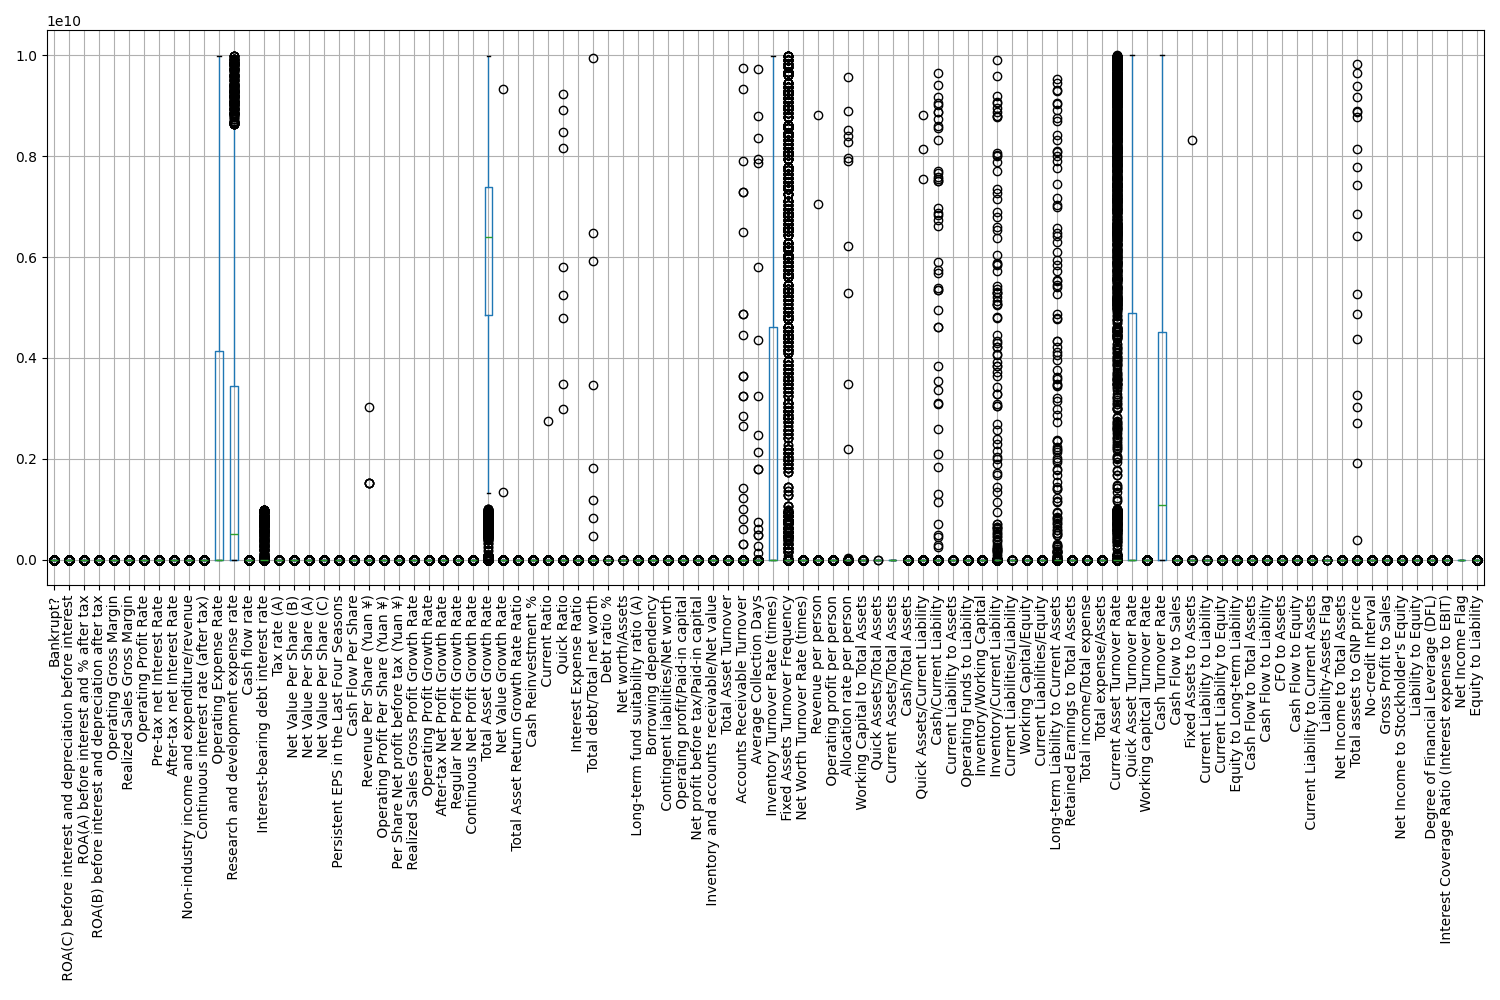 1e10
1.0
0.8
0.6
0.4
0.2
0.0
Bankrupt?
ROA(C) before interest and depreciation before interest
ROA(A) before interest and % after tax
ROA(B) before interest and depreciation after tax
Operating Gross Margin
Realized Sales Gross Margin
Operating Profit Rate
Pre-tax net Interest Rate
After-tax net Interest Rate
Non-industry income and expenditure/revenue
Continuous interest rate (after tax)
Operating Expense Rate
Research and development expense rate
Cash flow rate
Interest-bearing debt interest rate
Tax rate (A)
Net Value Per Share (B)
Net Value Per Share (A)
Net Value Per Share (C)
Persistent EPS in the Last Four Seasons
Cash Flow Per Share
Revenue Per Share (Yuan ¥)
Operating Profit Per Share (Yuan ¥)
Per Share Net profit before tax (Yuan ¥)
Realized Sales Gross Profit Growth Rate
Operating Profit Growth Rate
After-tax Net Profit Growth Rate
Regular Net Profit Growth Rate
Continuous Net Profit Growth Rate
Total Asset Growth Rate
Net Value Growth Rate
Total Asset Return Growth Rate Ratio
Cash Reinvestment %
Current Ratio
Quick Ratio
Interest Expense Ratio
Total debt/Total net worth
Debt ratio %
Net worth/Assets
Long-term fund suitability ratio (A)
Borrowing dependency
Contingent liabilities/Net worth
Operating profit/Paid-in capital
Net profit before tax/Paid-in capital
Inventory and accounts receivable/Net value
Total Asset Turnover
Accounts Receivable Turnover
Average Collection Days
Inventory Turnover Rate (times)
Fixed Assets Turnover Frequency
Net Worth Turnover Rate (times)
Revenue per person
Operating profit per person
Allocation rate per person
Working Capital to Total Assets
Quick Assets/Total Assets
Current Assets/Total Assets
Cash/Total Assets
Quick Assets/Current Liability
Cash/Current Liability
Current Liability to Assets
Operating Funds to Liability
Inventory/Working Capital
Inventory/Current Liability
Current Liabilities/Liability
Working Capital/Equity
Current Liabilities/Equity
Long-term Liability to Current Assets
Retained Earnings to Total Assets
Total income/Total expense
Total expense/Assets
Current Asset Turnover Rate
Quick Asset Turnover Rate
Working capitcal Turnover Rate
Cash Turnover Rate
Cash Flow to Sales
Fixed Assets to Assets
Current Liability to Liability
Current Liability to Equity
Equity to Long-term Liability
Cash Flow to Total Assets
Cash Flow to Liability
CFO to Assets
Cash Flow to Equity
Current Liability to Current Assets
Liability-Assets Flag
Net Income to Total Assets
Total assets to GNP price
No-credit Interval
Gross Profit to Sales
Net Income to Stockholder's Equity
Liability to Equity
Degree of Financial Leverage (DFL)
Interest Coverage Ratio (Interest expense to EBIT)
Net Income Flag
Equity to Liability